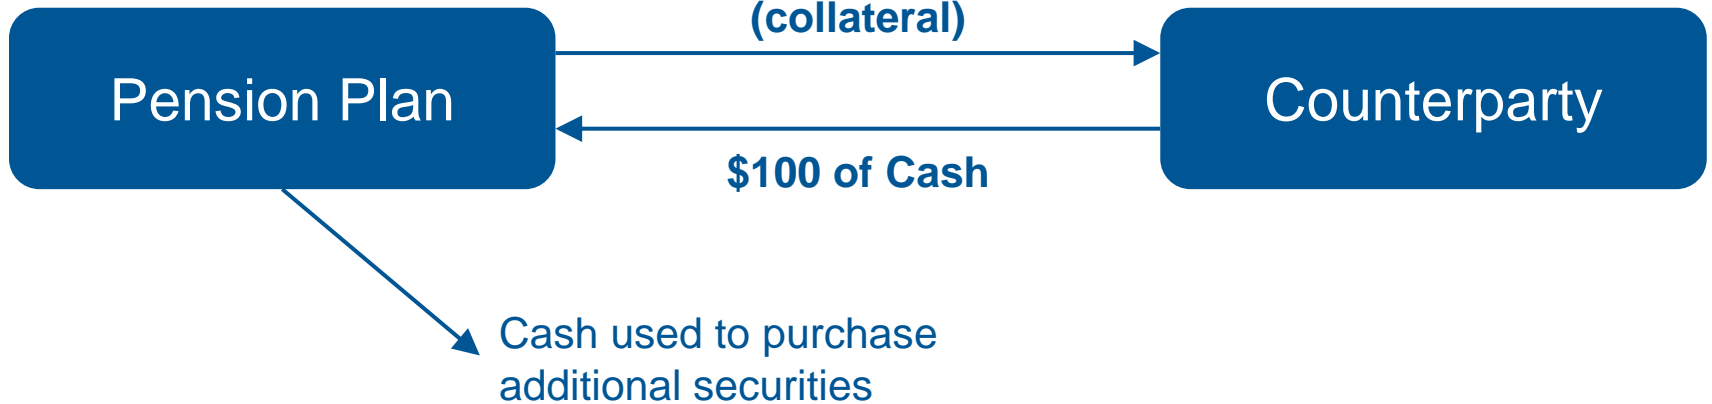 (collateral)
Pension Plan
Counterparty
$100 of Cash
Cash used to purchase
additional securities